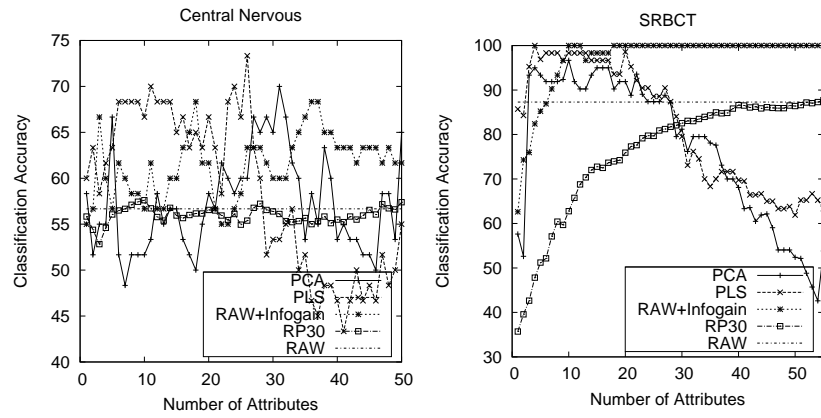 Central Nervous
75
70
65
60
55
50
45
40
Classification Accuracy
0 10 20 30 40 50
Number of Attributes
PCA
PLS
RAW+Infogain
RP30
RAW
SRBCT
100
90
80
70
60
50
40
30
Classification Accuracy
0 10 20 30 40 50
Number of Attributes
PCA
PLS
RAW+Infogain
RP30
RAW